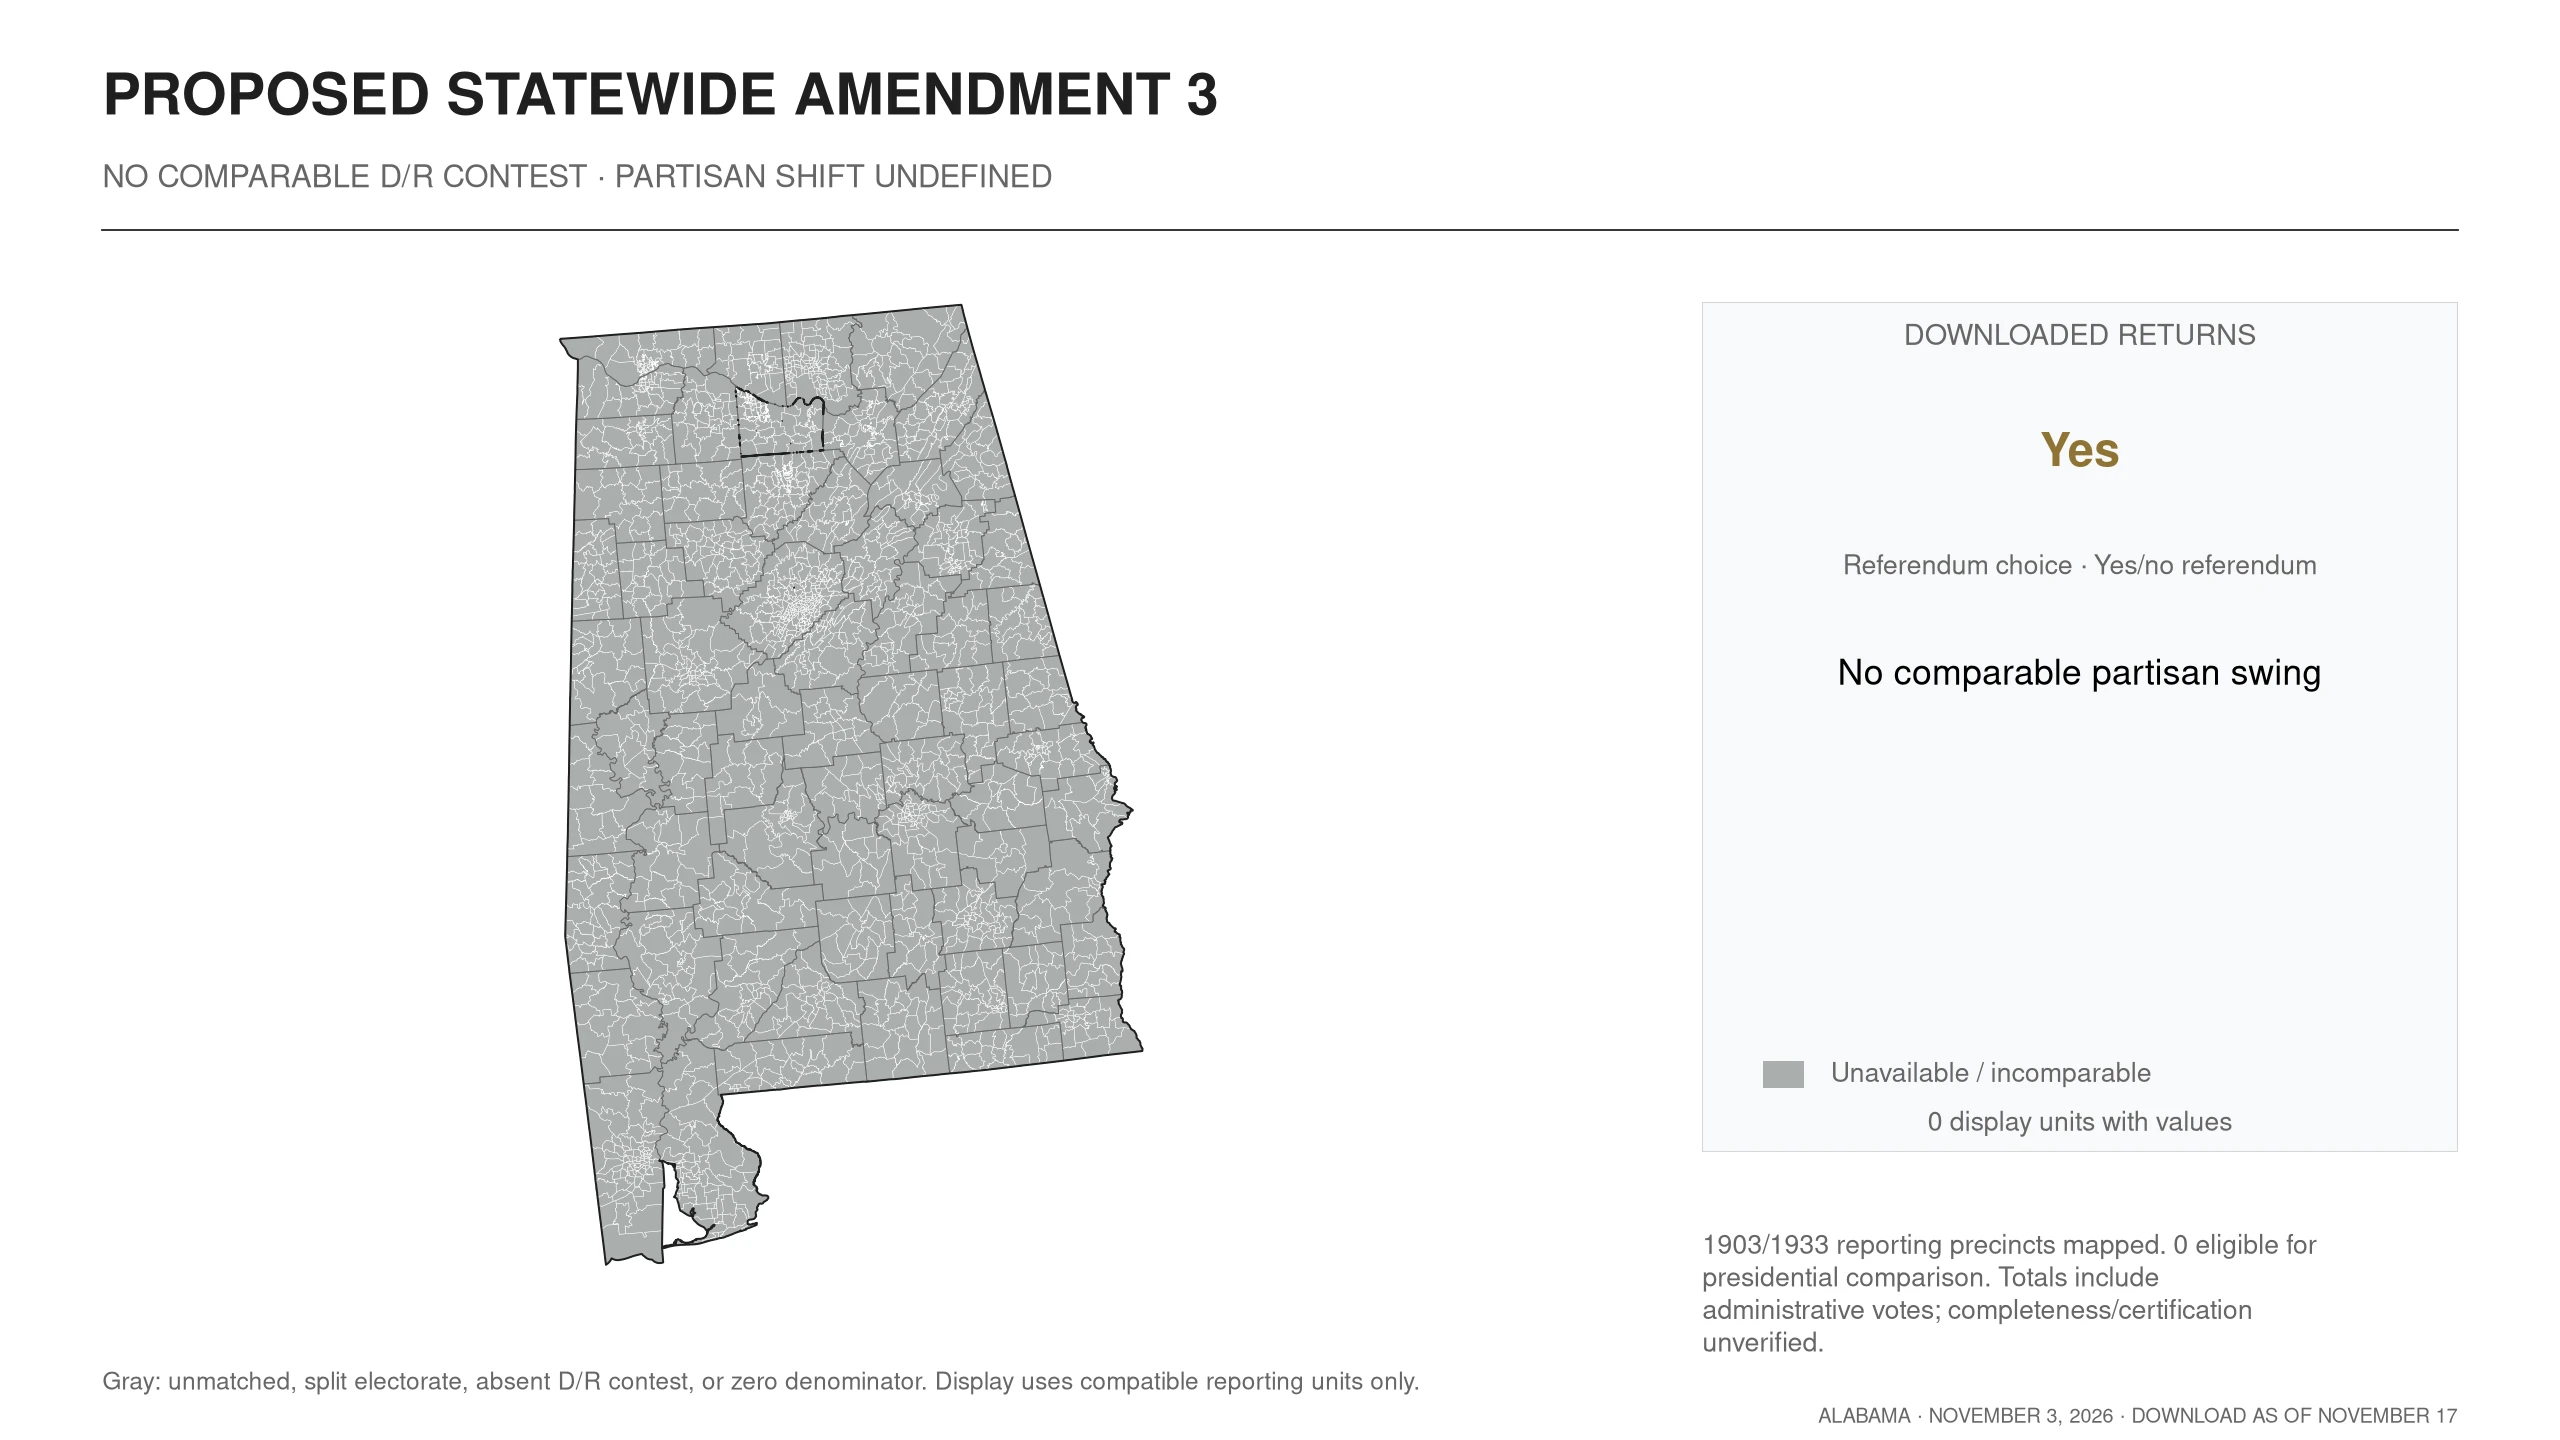 PROPOSED STATEWIDE AMENDMENT 3
NO COMPARABLE D/R CONTEST · PARTISAN SHIFT UNDEFINED
DOWNLOADED RETURNS
Yes
Referendum choice · Yes/no referendum
No comparable partisan swing
Unavailable / incomparable
0 display units with values
1903/1933 reporting precincts mapped. 0 eligible for
presidential comparison. Totals include
administrative votes; completeness/certification
unverified.
Gray: unmatched, split electorate, absent D/R contest, or zero denominator. Display uses compatible reporting units only.
ALABAMA · NOVEMBER 3, 2026 · DOWNLOAD AS OF NOVEMBER 17